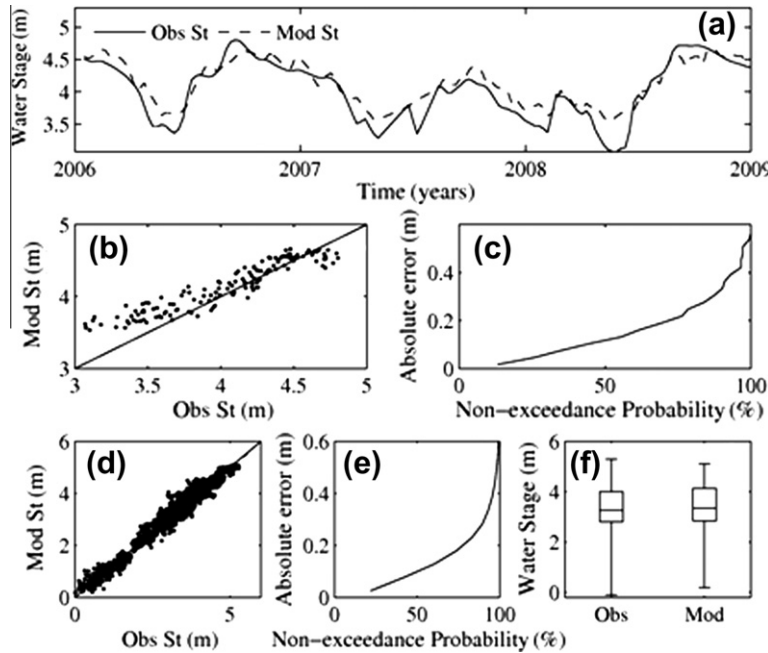 (a)
Obs St
Mod St
Water Stage (m)
5
4.5
4
3.5
2006
2007
2008
2009
Time (years)
(b)
Mod St (m)
5
4
3
3
3.5
4
4.5
5
Obs St (m)
(c)
Absolute error (m)
0.4
0.2
0
0
50
100
Non-exceedance Probability (%)
(d)
Mod St (m)
6
4
2
0
0
5
Obs St (m)
(e)
Absolute error (m)
0.6
0.4
0.2
0
0
50
100
Non-exceedance Probability (%)
(f)
Water Stage (m)
6
4
2
0
Obs
Mod